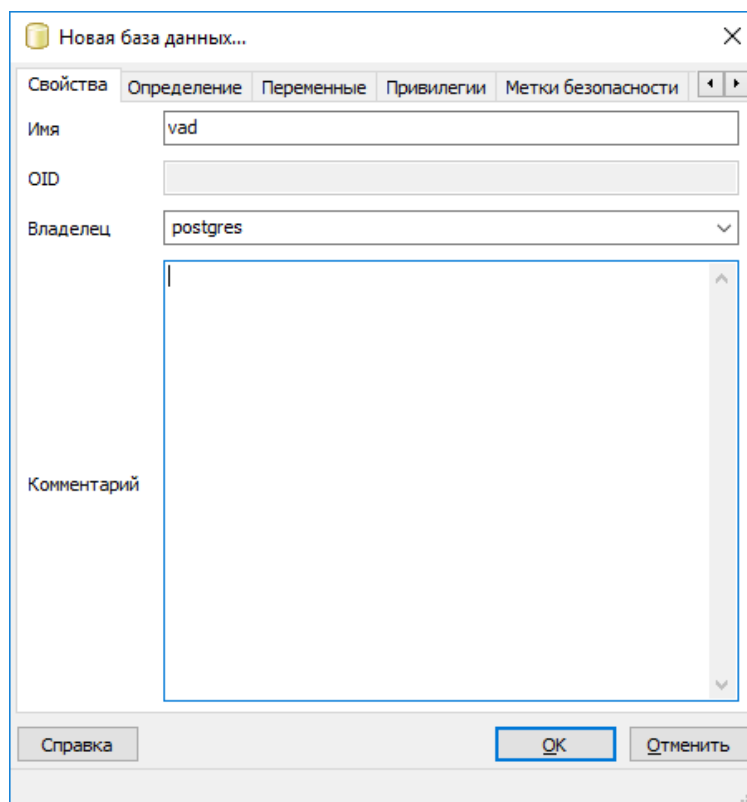 Новая база данных...
Свойства Определение Переменные Привилегии Метки безопасности
Имя vad
OID
Владелец postgres
Комментарий
Справка OK Отменить